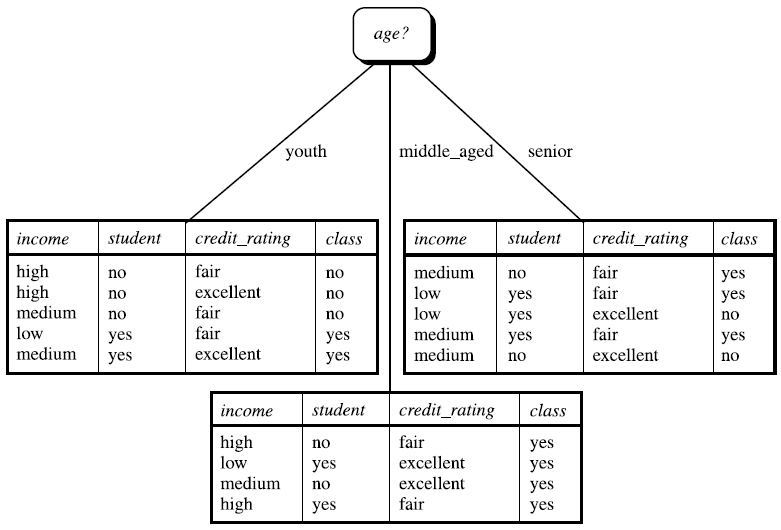 age?
youth
middle_aged
senior
income student credit_rating class
high no fair no
high no excellent no
medium no fair no
low yes fair yes
medium yes excellent yes
income student credit_rating class
medium no fair yes
low yes fair yes
low yes excellent no
medium yes fair yes
medium no excellent no
income student credit_rating class
high no fair yes
low yes excellent yes
medium no excellent yes
high yes fair yes